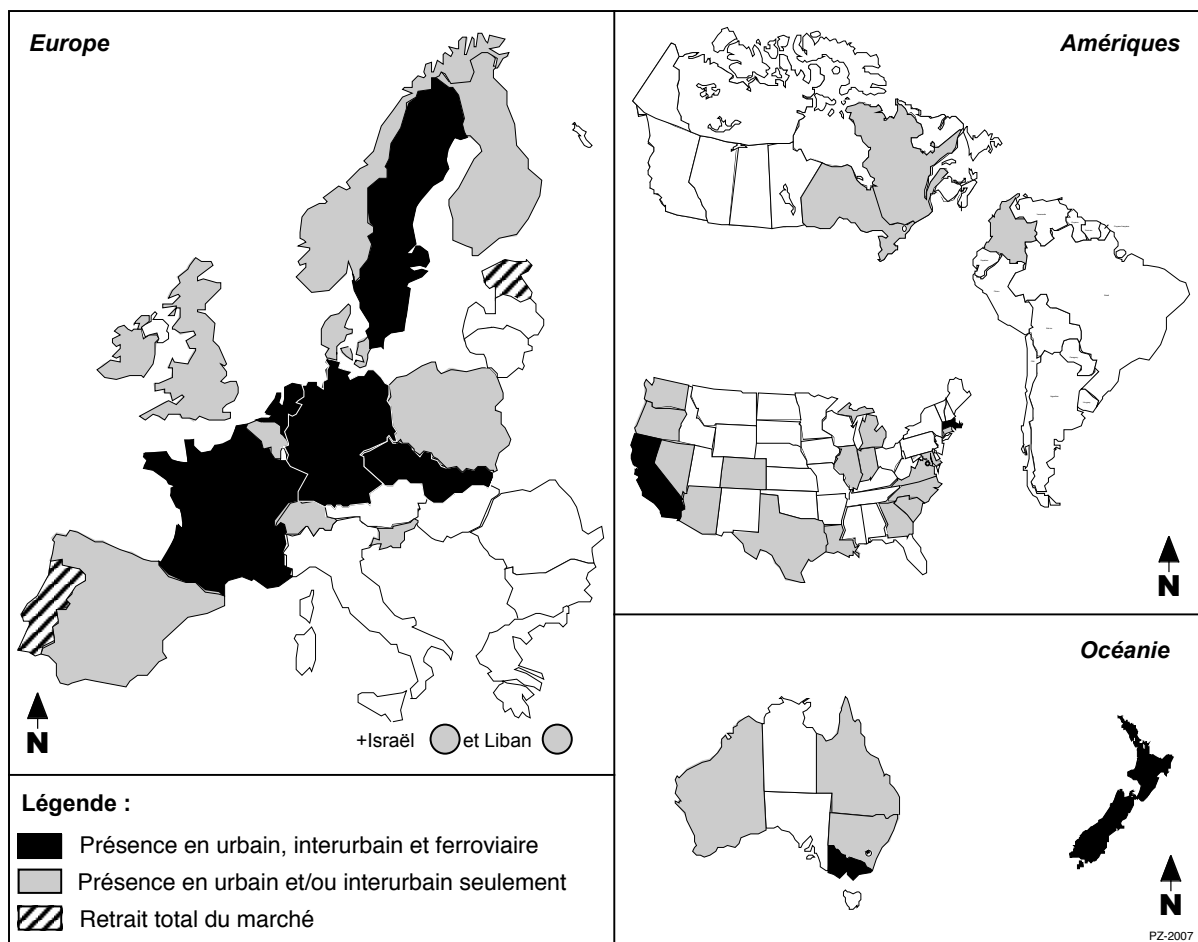 Europe
Amériques
N
N
+Israël et Liban
Océanie
N
Légende :
Présence en urbain, interurbain et ferroviaire
Présence en urbain et/ou interurbain seulement
Retrait total du marché
PZ-2007